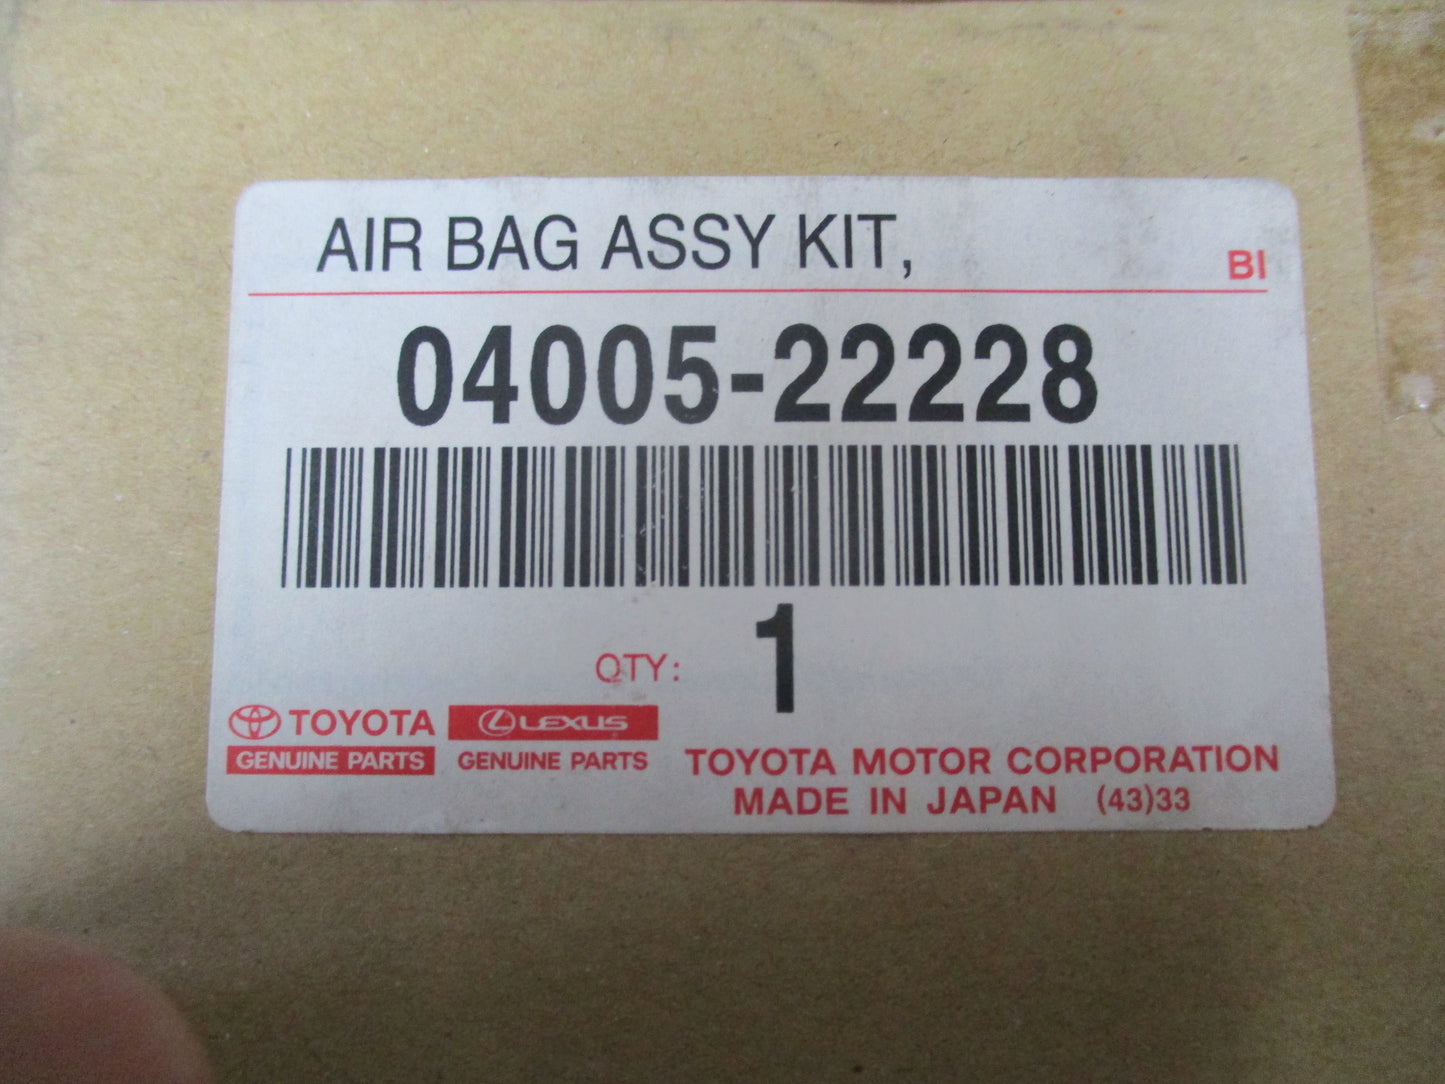 AIR BAG ASSY KIT,
BI
04005-22228
QTY: 1
TOYOTA LEXUS
GENUINE PARTS GENUINE PARTS
TOYOTA MOTOR CORPORATION
MADE IN JAPAN (43)33